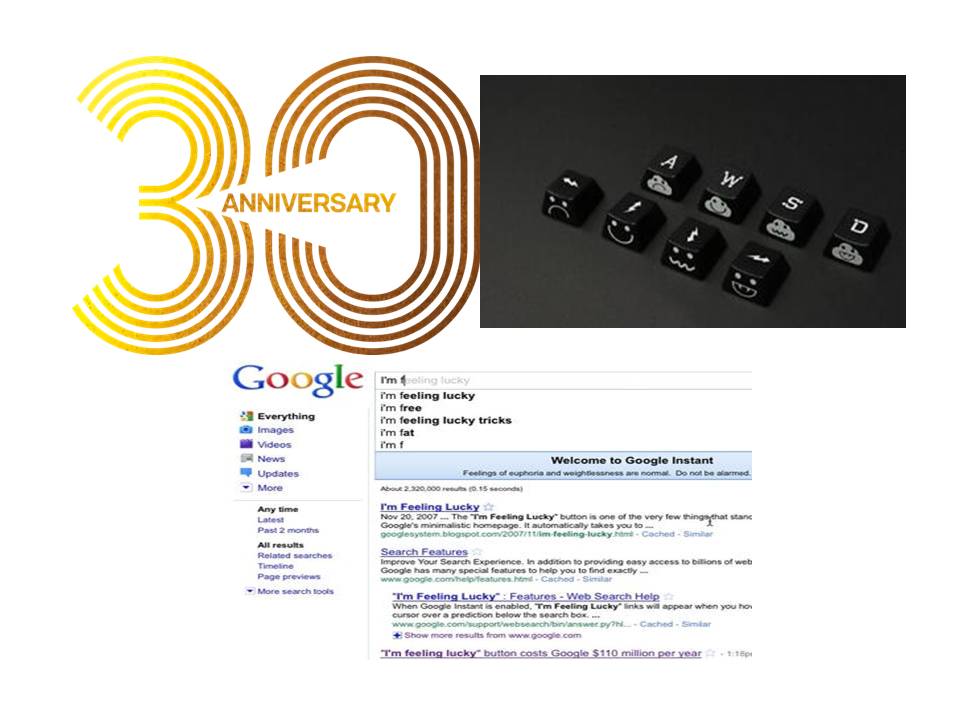 30
ANNIVERSARY
A
W
S
D
Google
I'm feeling lucky
i'm feeling lucky
i'm free
i'm feeling lucky tricks
i'm fat
i'm f
Everything
Images
Videos
News
Updates
More
Any time
Latest
Past 2 months
All results
Related searches
Timeline
Page previews
More search tools
Welcome to Google Instant
Feelings of euphoria and weightlessness are normal. Do not be alarmed.
About 2,320,000 results (0.15 seconds)
I'm Feeling Lucky
Nov 20, 2007 ... The "I'm Feeling Lucky" button is one of the very few things that stand
Google's minimalistic homepage. It automatically takes you to ...
googlesystem.blogspot.com/2007/11/im-feeling-lucky.html - Cached - Similar
Search Features
Improve Your Search Experience. In addition to providing easy access to billions of web
Google has many special features to help you to find exactly ...
www.google.com/help/features.html - Cached - Similar
"I'm Feeling Lucky" : Features - Web Search Help
When Google Instant is enabled, "I'm Feeling Lucky" links will appear when you hov
cursor over a prediction below the search box. ...
www.google.com/support/websearch/bin/answer.py?hl... - Cached - Similar
Show more results from www.google.com
"I'm feeling lucky" button costs Google $110 million per year - 1:18p